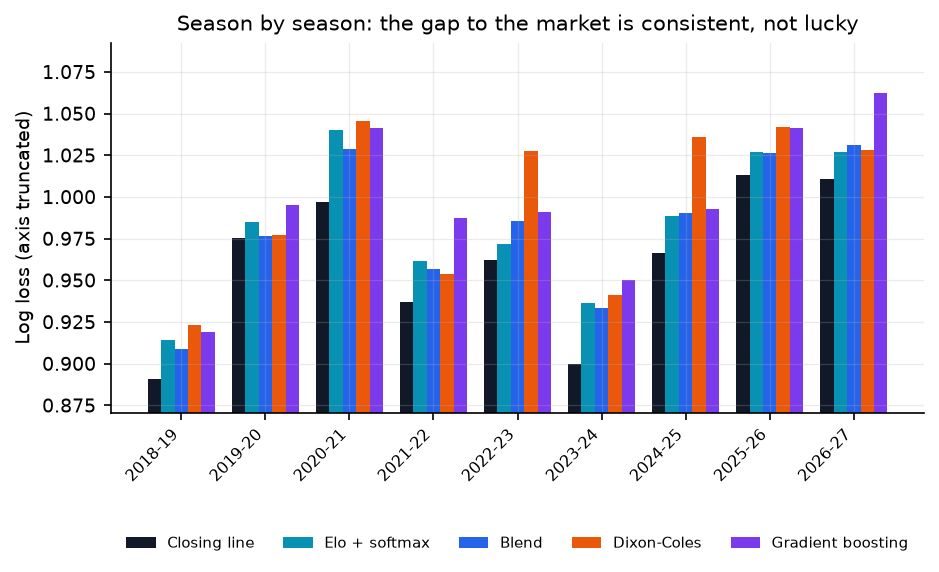 Season by season: the gap to the market is consistent, not lucky
Log loss (axis truncated)
1.075
1.050
1.025
1.000
0.975
0.950
0.925
0.900
0.875
2018-19
2019-20
2020-21
2021-22
2022-23
2023-24
2024-25
2025-26
2026-27
Closing line
Elo + softmax
Blend
Dixon-Coles
Gradient boosting